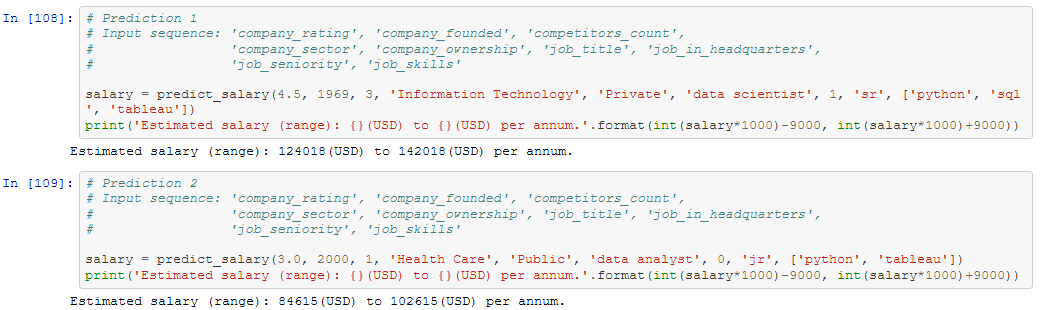 In [108]: # Prediction 1
# Input sequence: 'company_rating', 'company_founded', 'competitors_count',
#                 'company_sector', 'company_ownership', 'job_title', 'job_in_headquarters',
#                 'job_seniority', 'job_skills'
salary = predict_salary(4.5, 1969, 3, 'Information Technology', 'Private', 'data scientist', 1, 'sr', ['python', 'sql
', 'tableau'])
print('Estimated salary (range): {}(USD) to {}(USD) per annum.'.format(int(salary*1000)-9000, int(salary*1000)+9000))
Estimated salary (range): 124018(USD) to 142018(USD) per annum.
In [109]: # Prediction 2
# Input sequence: 'company_rating', 'company_founded', 'competitors_count',
#                 'company_sector', 'company_ownership', 'job_title', 'job_in_headquarters',
#                 'job_seniority', 'job_skills'
salary = predict_salary(3.0, 2000, 1, 'Health Care', 'Public', 'data analyst', 0, 'jr', ['python', 'tableau'])
print('Estimated salary (range): {}(USD) to {}(USD) per annum.'.format(int(salary*1000)-9000, int(salary*1000)+9000))
Estimated salary (range): 84615(USD) to 102615(USD) per annum.